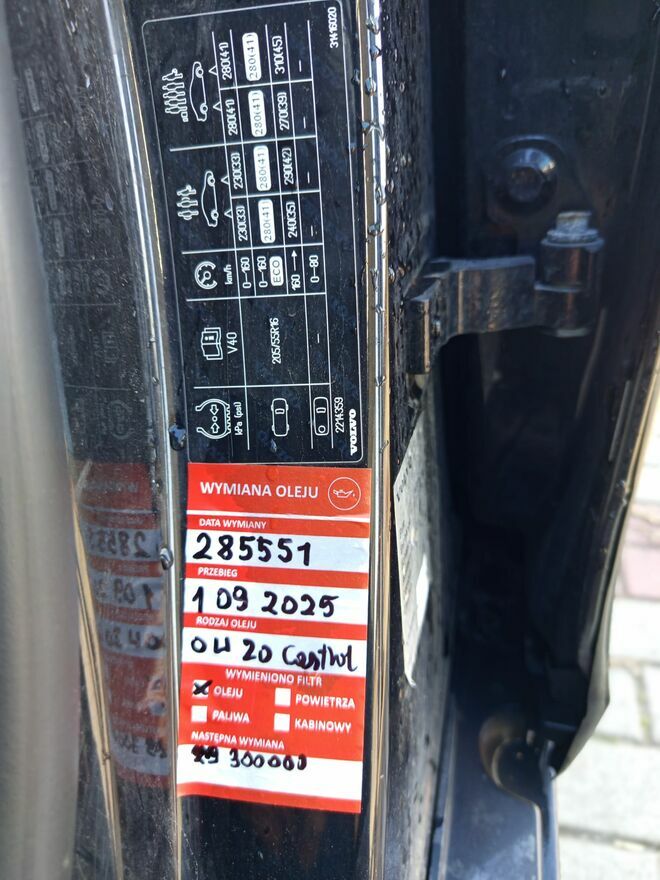 31416020
280(41) 280(41) 310(45) –
280(41) 280(41) 270(39) –
230(33) 280(41) 290(42) –
230(33) 280(41) 240(35) –
km/h 0–160 0–160 ECO 160→ 0–80
V40 205/55R16 –
kPa (psi)
2214359
VOLVO
WYMIANA OLEJU
DATA WYMIANY
285551
PRZEBIEG
1 09 2025
RODZAJ OLEJU
0W 20 Castrol
WYMIENIONO FILTR
OLEJU POWIETRZA
PALIWA KABINOWY
NASTĘPNA WYMIANA
300000